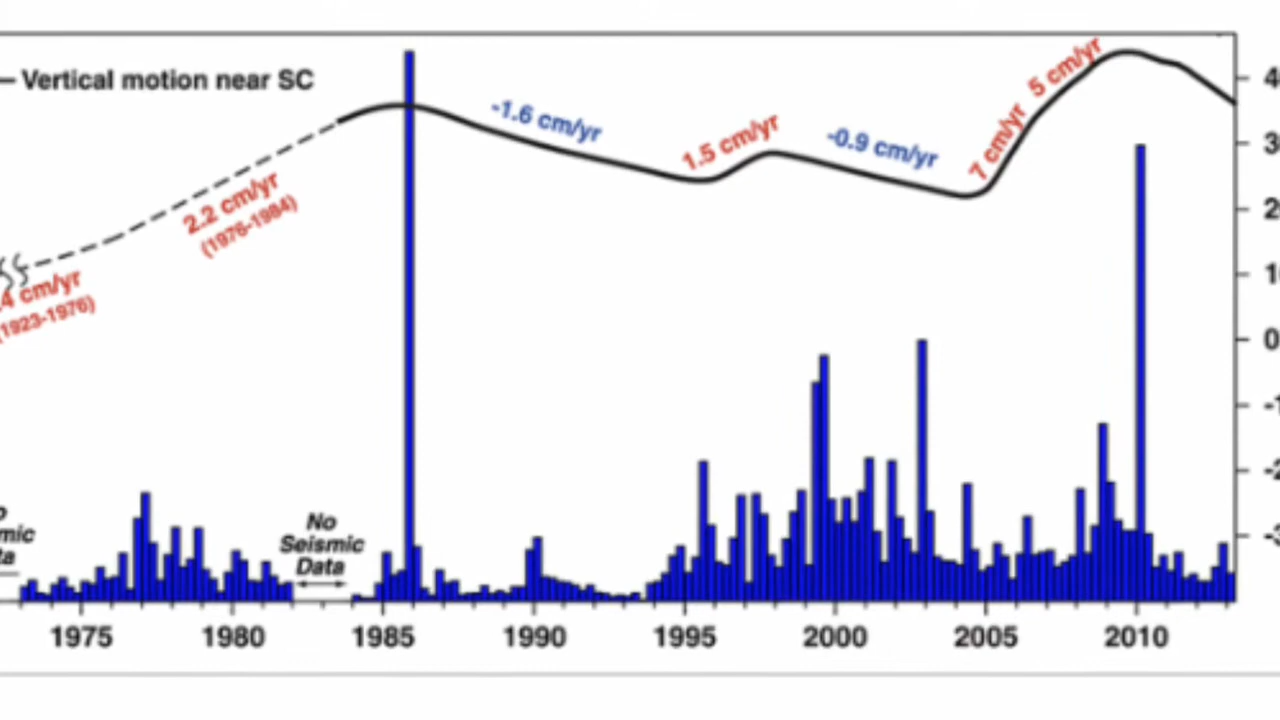 Vertical motion near SC
-1.6 cm/yr
1.5 cm/yr
-0.9 cm/yr
7 cm/yr
5 cm/yr
2.2 cm/yr
(1976-1984)
4 cm/yr
(1923-1976)
No
Seismic
Data
1975
1980
1985
1990
1995
2000
2005
2010
0